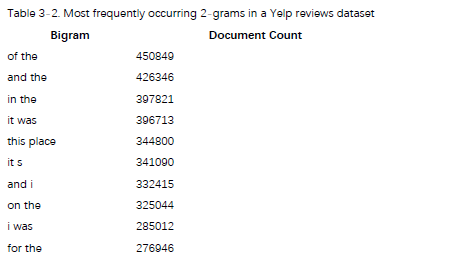 Table 3-2. Most frequently occurring 2-grams in a Yelp reviews dataset
Bigram Document Count
of the 450849
and the 426346
in the 397821
it was 396713
this place 344800
it s 341090
and i 332415
on the 325044
i was 285012
for the 276946